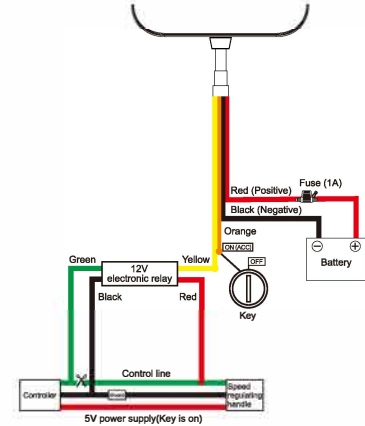 Red (Positive)
Fuse (1A)
Black (Negative)
Orange
ON(ACC)
OFF
Battery
Key
Green
12V
electronic relay
Yellow
Black
Red
Control line
Controller
Speed
regulating
handle
5V power supply(Key is on)